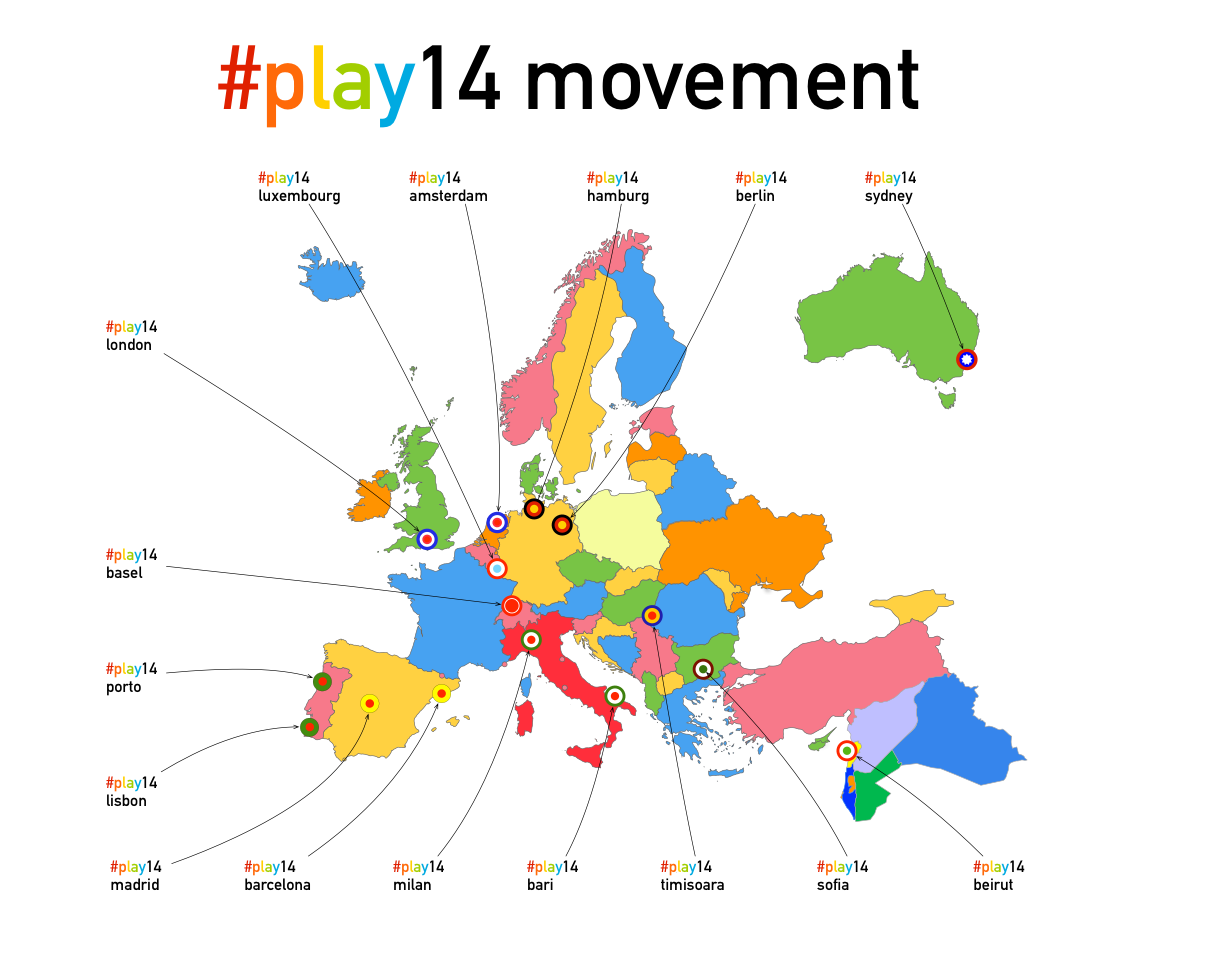 #play14 movement
#play14
luxembourg
#play14
amsterdam
#play14
hamburg
#play14
berlin
#play14
sydney
#play14
london
#play14
basel
#play14
porto
#play14
lisbon
#play14
madrid
#play14
barcelona
#play14
milan
#play14
bari
#play14
timisoara
#play14
sofia
#play14
beirut